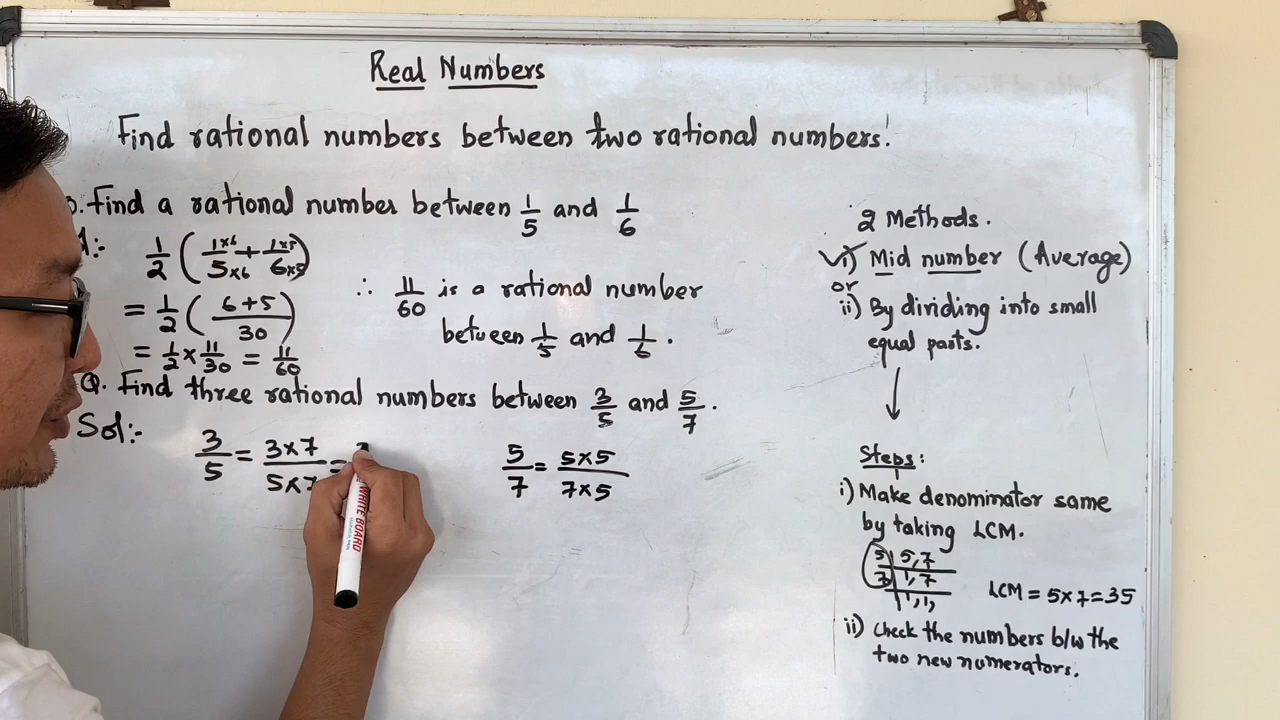 Real Numbers
Find rational numbers between two rational numbers.
Q. Find a rational number between 1/5 and 1/6
1/2 ( 1×6/5×6 + 1×5/6×5 )
= 1/2 ( 6+5/30 )
= 1/2 × 11/30 = 11/60
∴ 11/60 is a rational number
between 1/5 and 1/6 .
Q. Find three rational numbers between 3/5 and 5/7 .
Sol:-
3/5 = 3×7/5×7 =
5/7 = 5×5/7×5
2 Methods.
i) Mid number (Average)
or
ii) By dividing into small
equal parts.
Steps:
i) Make denominator same
by taking LCM.
5 | 5,7
7 | 1,7
| 1,1,
LCM = 5×7=35
ii) Check the numbers b/w the
two new numerators.
WHITE BOARD